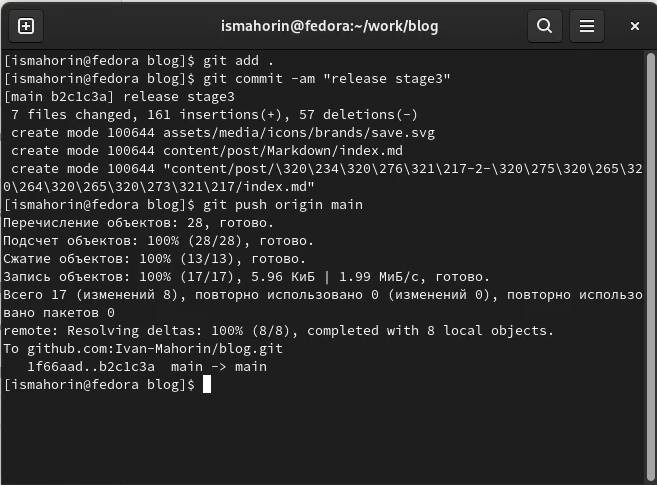 ismahorin@fedora:~/work/blog
[ismahorin@fedora blog]$ git add .
[ismahorin@fedora blog]$ git commit -am "release stage3"
[main b2c1c3a] release stage3
 7 files changed, 161 insertions(+), 57 deletions(-)
 create mode 100644 assets/media/icons/brands/save.svg
 create mode 100644 content/post/Markdown/index.md
 create mode 100644 "content/post/\320\234\320\276\321\217-2-\320\275\320\265\32
0\264\320\265\320\273\321\217/index.md"
[ismahorin@fedora blog]$ git push origin main
Перечисление объектов: 28, готово.
Подсчет объектов: 100% (28/28), готово.
Сжатие объектов: 100% (13/13), готово.
Запись объектов: 100% (17/17), 5.96 КиБ | 1.99 МиБ/с, готово.
Всего 17 (изменений 8), повторно использовано 0 (изменений 0), повторно использо
вано пакетов 0
remote: Resolving deltas: 100% (8/8), completed with 8 local objects.
To github.com:Ivan-Mahorin/blog.git
   1f66aad..b2c1c3a  main -> main
[ismahorin@fedora blog]$